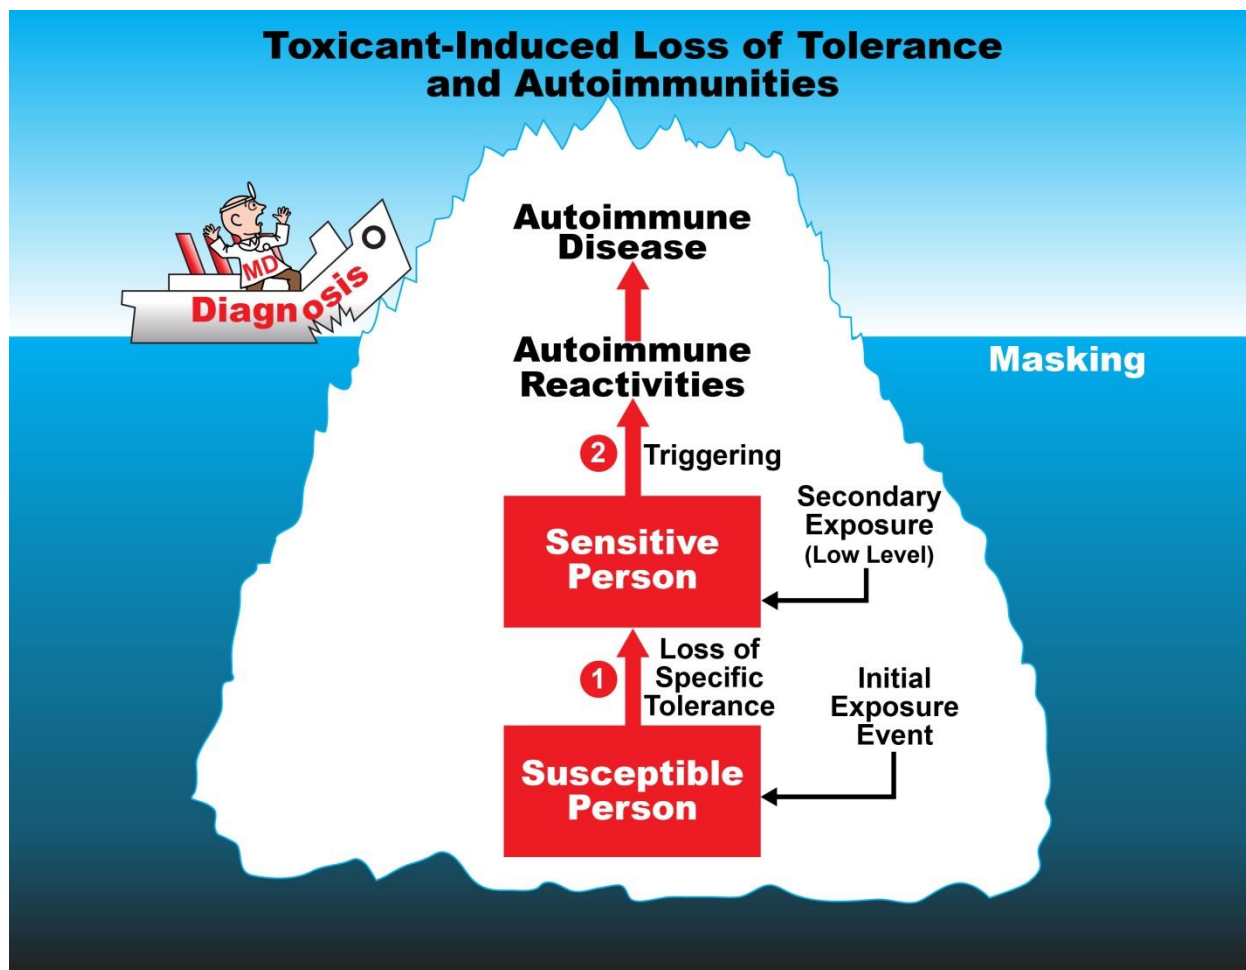 Toxicant-Induced Loss of Tolerance
and Autoimmunities
Autoimmune
Disease
MD
Diagnosis
Autoimmune
Reactivities
Masking
2
Triggering
Secondary
Exposure
(Low Level)
Sensitive
Person
1
Loss of
Specific
Tolerance
Initial
Exposure
Event
Susceptible
Person